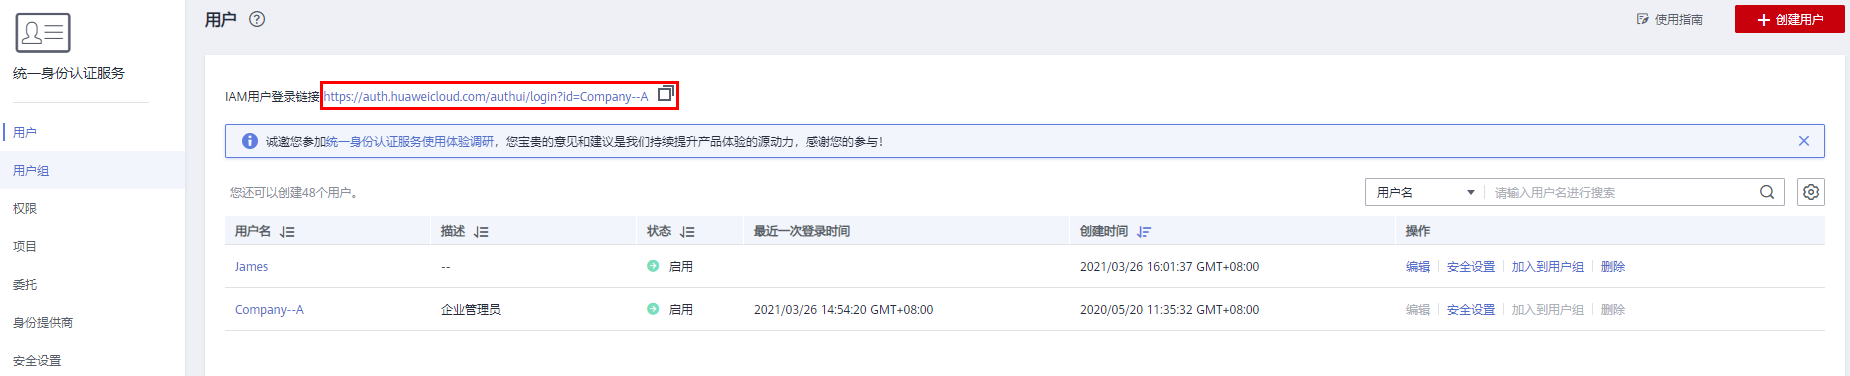 统一身份认证服务
用户
用户组
权限
项目
委托
身份提供商
安全设置
用户 ?
使用指南
创建用户
IAM用户登录链接 https://auth.huaweicloud.com/authui/login?id=Company--A
诚邀您参加统一身份认证服务使用体验调研，您宝贵的意见和建议是我们持续提升产品体验的源动力，感谢您的参与！
您还可以创建48个用户。
用户名 请输入用户名进行搜索
用户名 描述 状态 最近一次登录时间 创建时间 操作
James -- 启用 2021/03/26 16:01:37 GMT+08:00 编辑 安全设置 加入到用户组 删除
Company--A 企业管理员 启用 2021/03/26 14:54:20 GMT+08:00 2020/05/20 11:35:32 GMT+08:00 编辑 安全设置 加入到用户组 删除